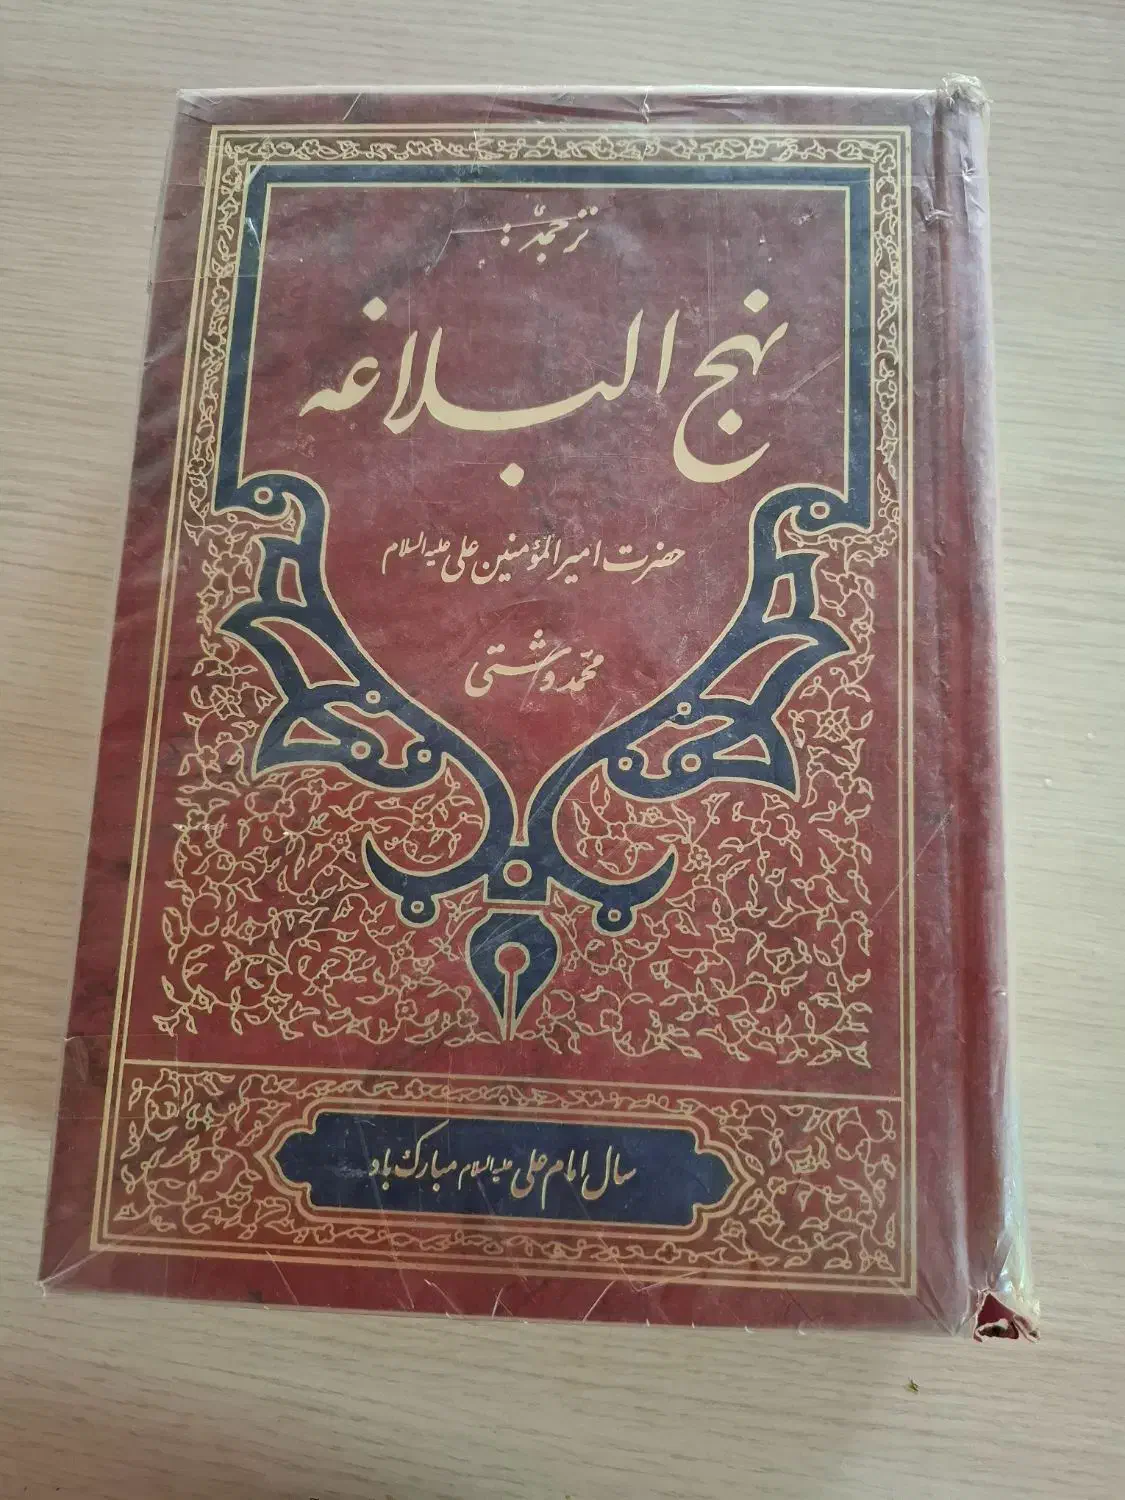 ترجمهٔ:
نهج البلاغه
حضرت امیرالمؤمنین علی علیه السلام
محمد دشتی
سال امام علی علیه السلام مبارک باد